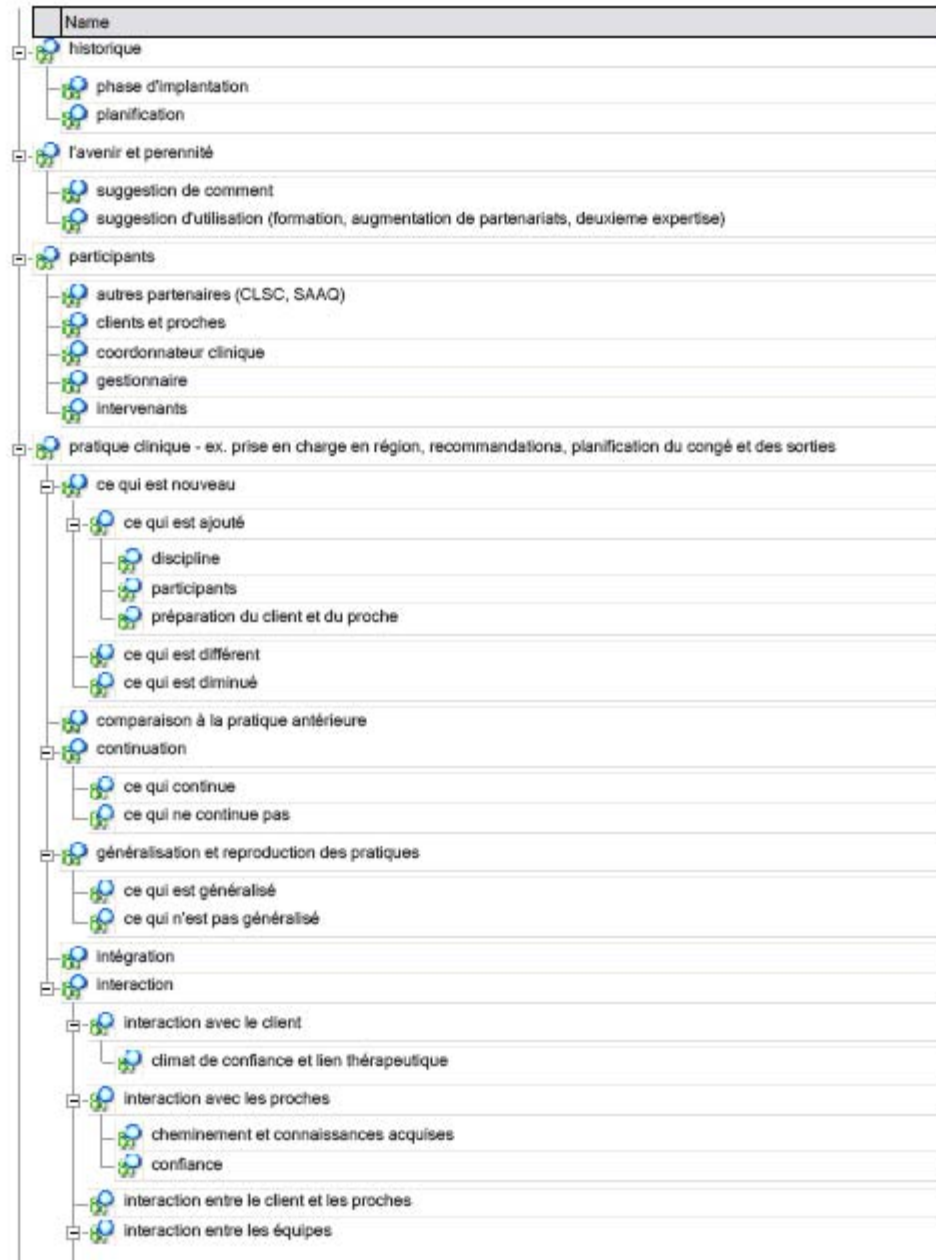 Name
historique
phase d'implantation
planification
l'avenir et perennité
suggestion de comment
suggestion d'utilisation (formation, augmentation de partenariats, deuxieme expertise)
participants
autres partenaires (CLSC, SAAQ)
clients et proches
coordonnateur clinique
gestionnaire
intervenants
pratique clinique - ex. prise en charge en région, recommandationa, planification du congé et des sorties
ce qui est nouveau
ce qui est ajouté
discipline
participants
préparation du client et du proche
ce qui est différent
ce qui est diminué
comparaison à la pratique antérieure
continuation
ce qui continue
ce qui ne continue pas
généralisation et reproduction des pratiques
ce qui est généralisé
ce qui n'est pas généralisé
intégration
interaction
interaction avec le client
climat de confiance et lien thérapeutique
interaction avec les proches
cheminement et connaissances acquises
confiance
interaction entre le client et les proches
interaction entre les équipes